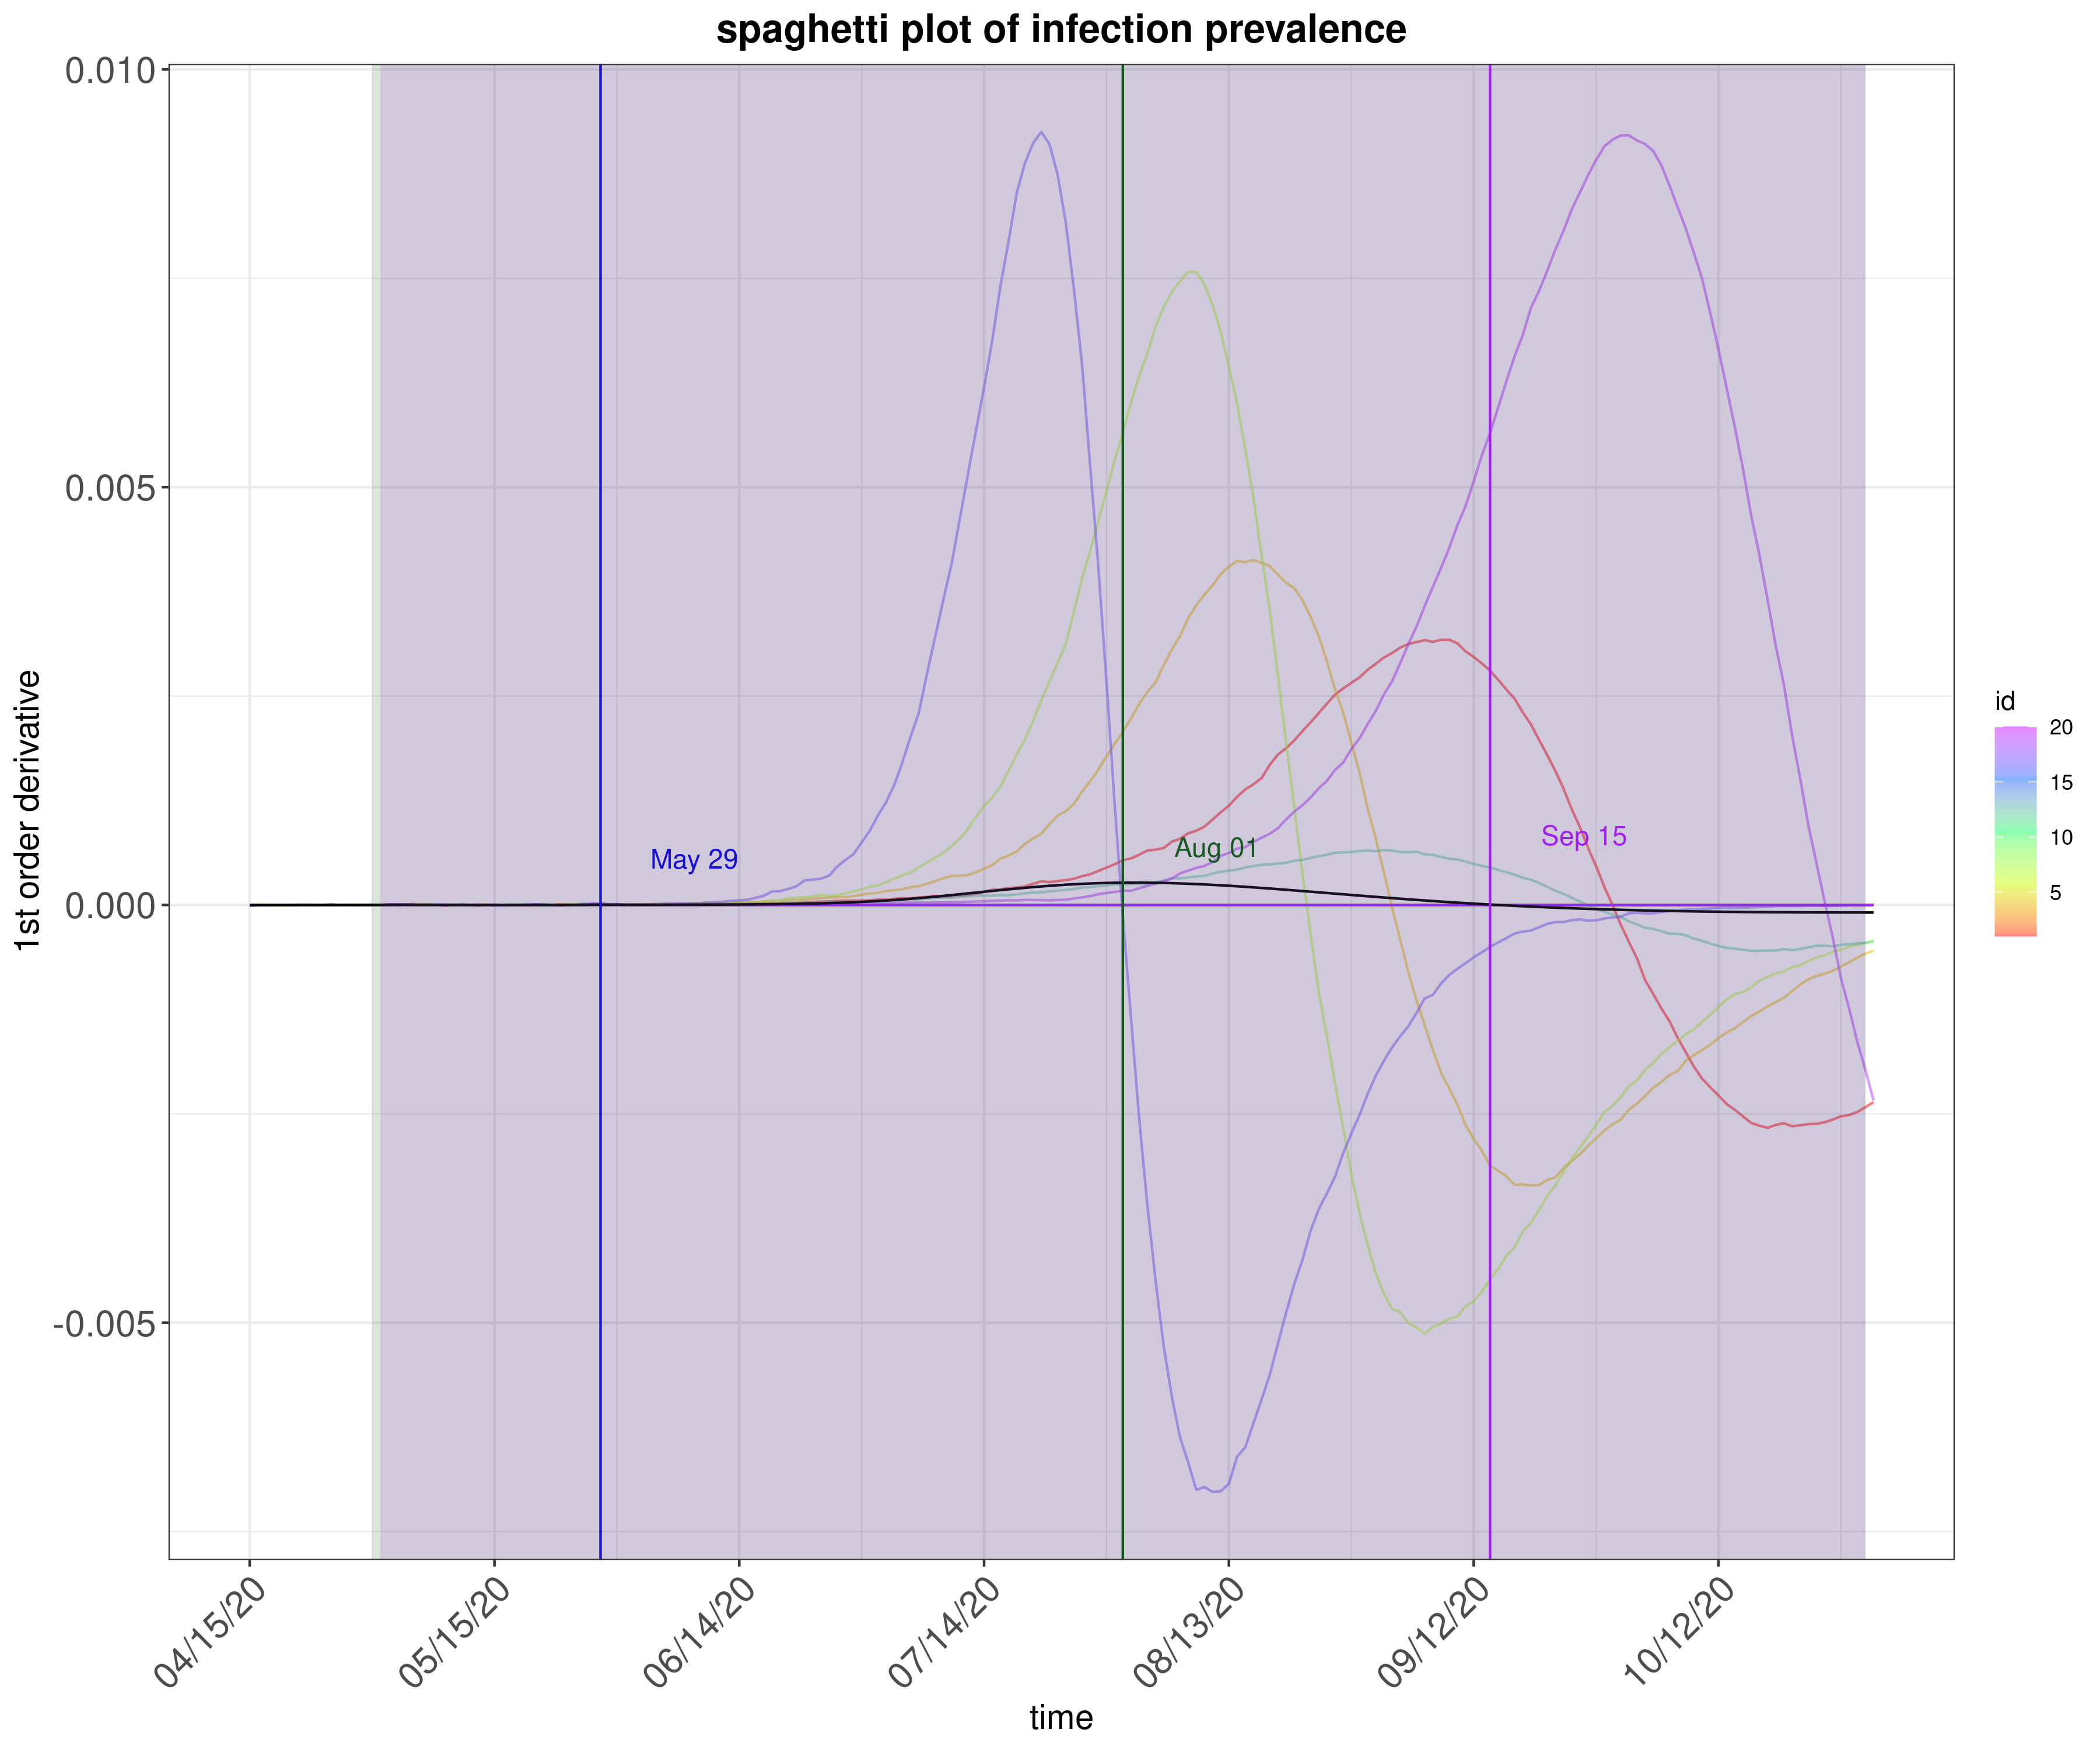 spaghetti plot of infection prevalence
0.010
0.005
0.000
-0.005
1st order derivative
May 29
Aug 01
Sep 15
id
20
15
10
5
04/15/20
05/15/20
06/14/20
07/14/20
08/13/20
09/12/20
10/12/20
time